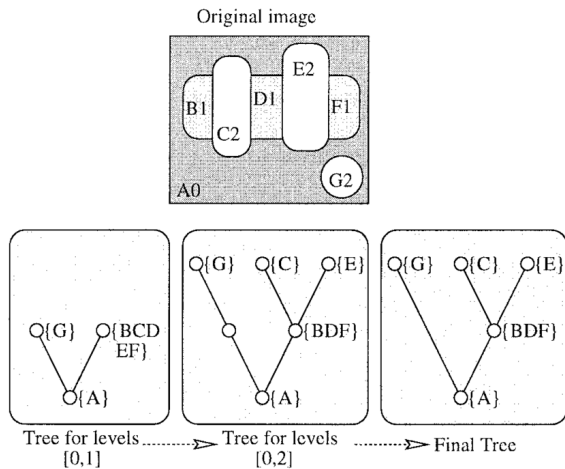 Original image
E2
B1
D1
F1
C2
G2
A0
{G}
{BCD
EF}
{A}
{G}
{C}
{E}
{BDF}
{A}
{G}
{C}
{E}
{BDF}
{A}
Tree for levels
[0,1]
Tree for levels
[0,2]
Final Tree